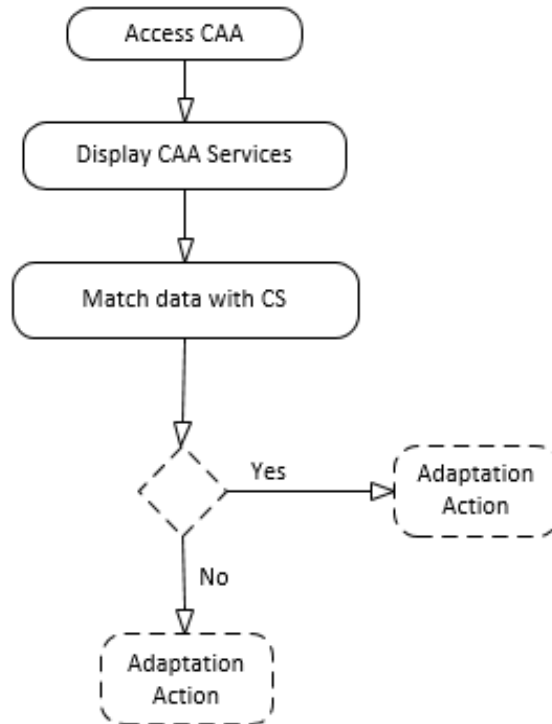 Access CAA
Display CAA Services
Match data with CS
Yes
Adaptation
Action
No
Adaptation
Action